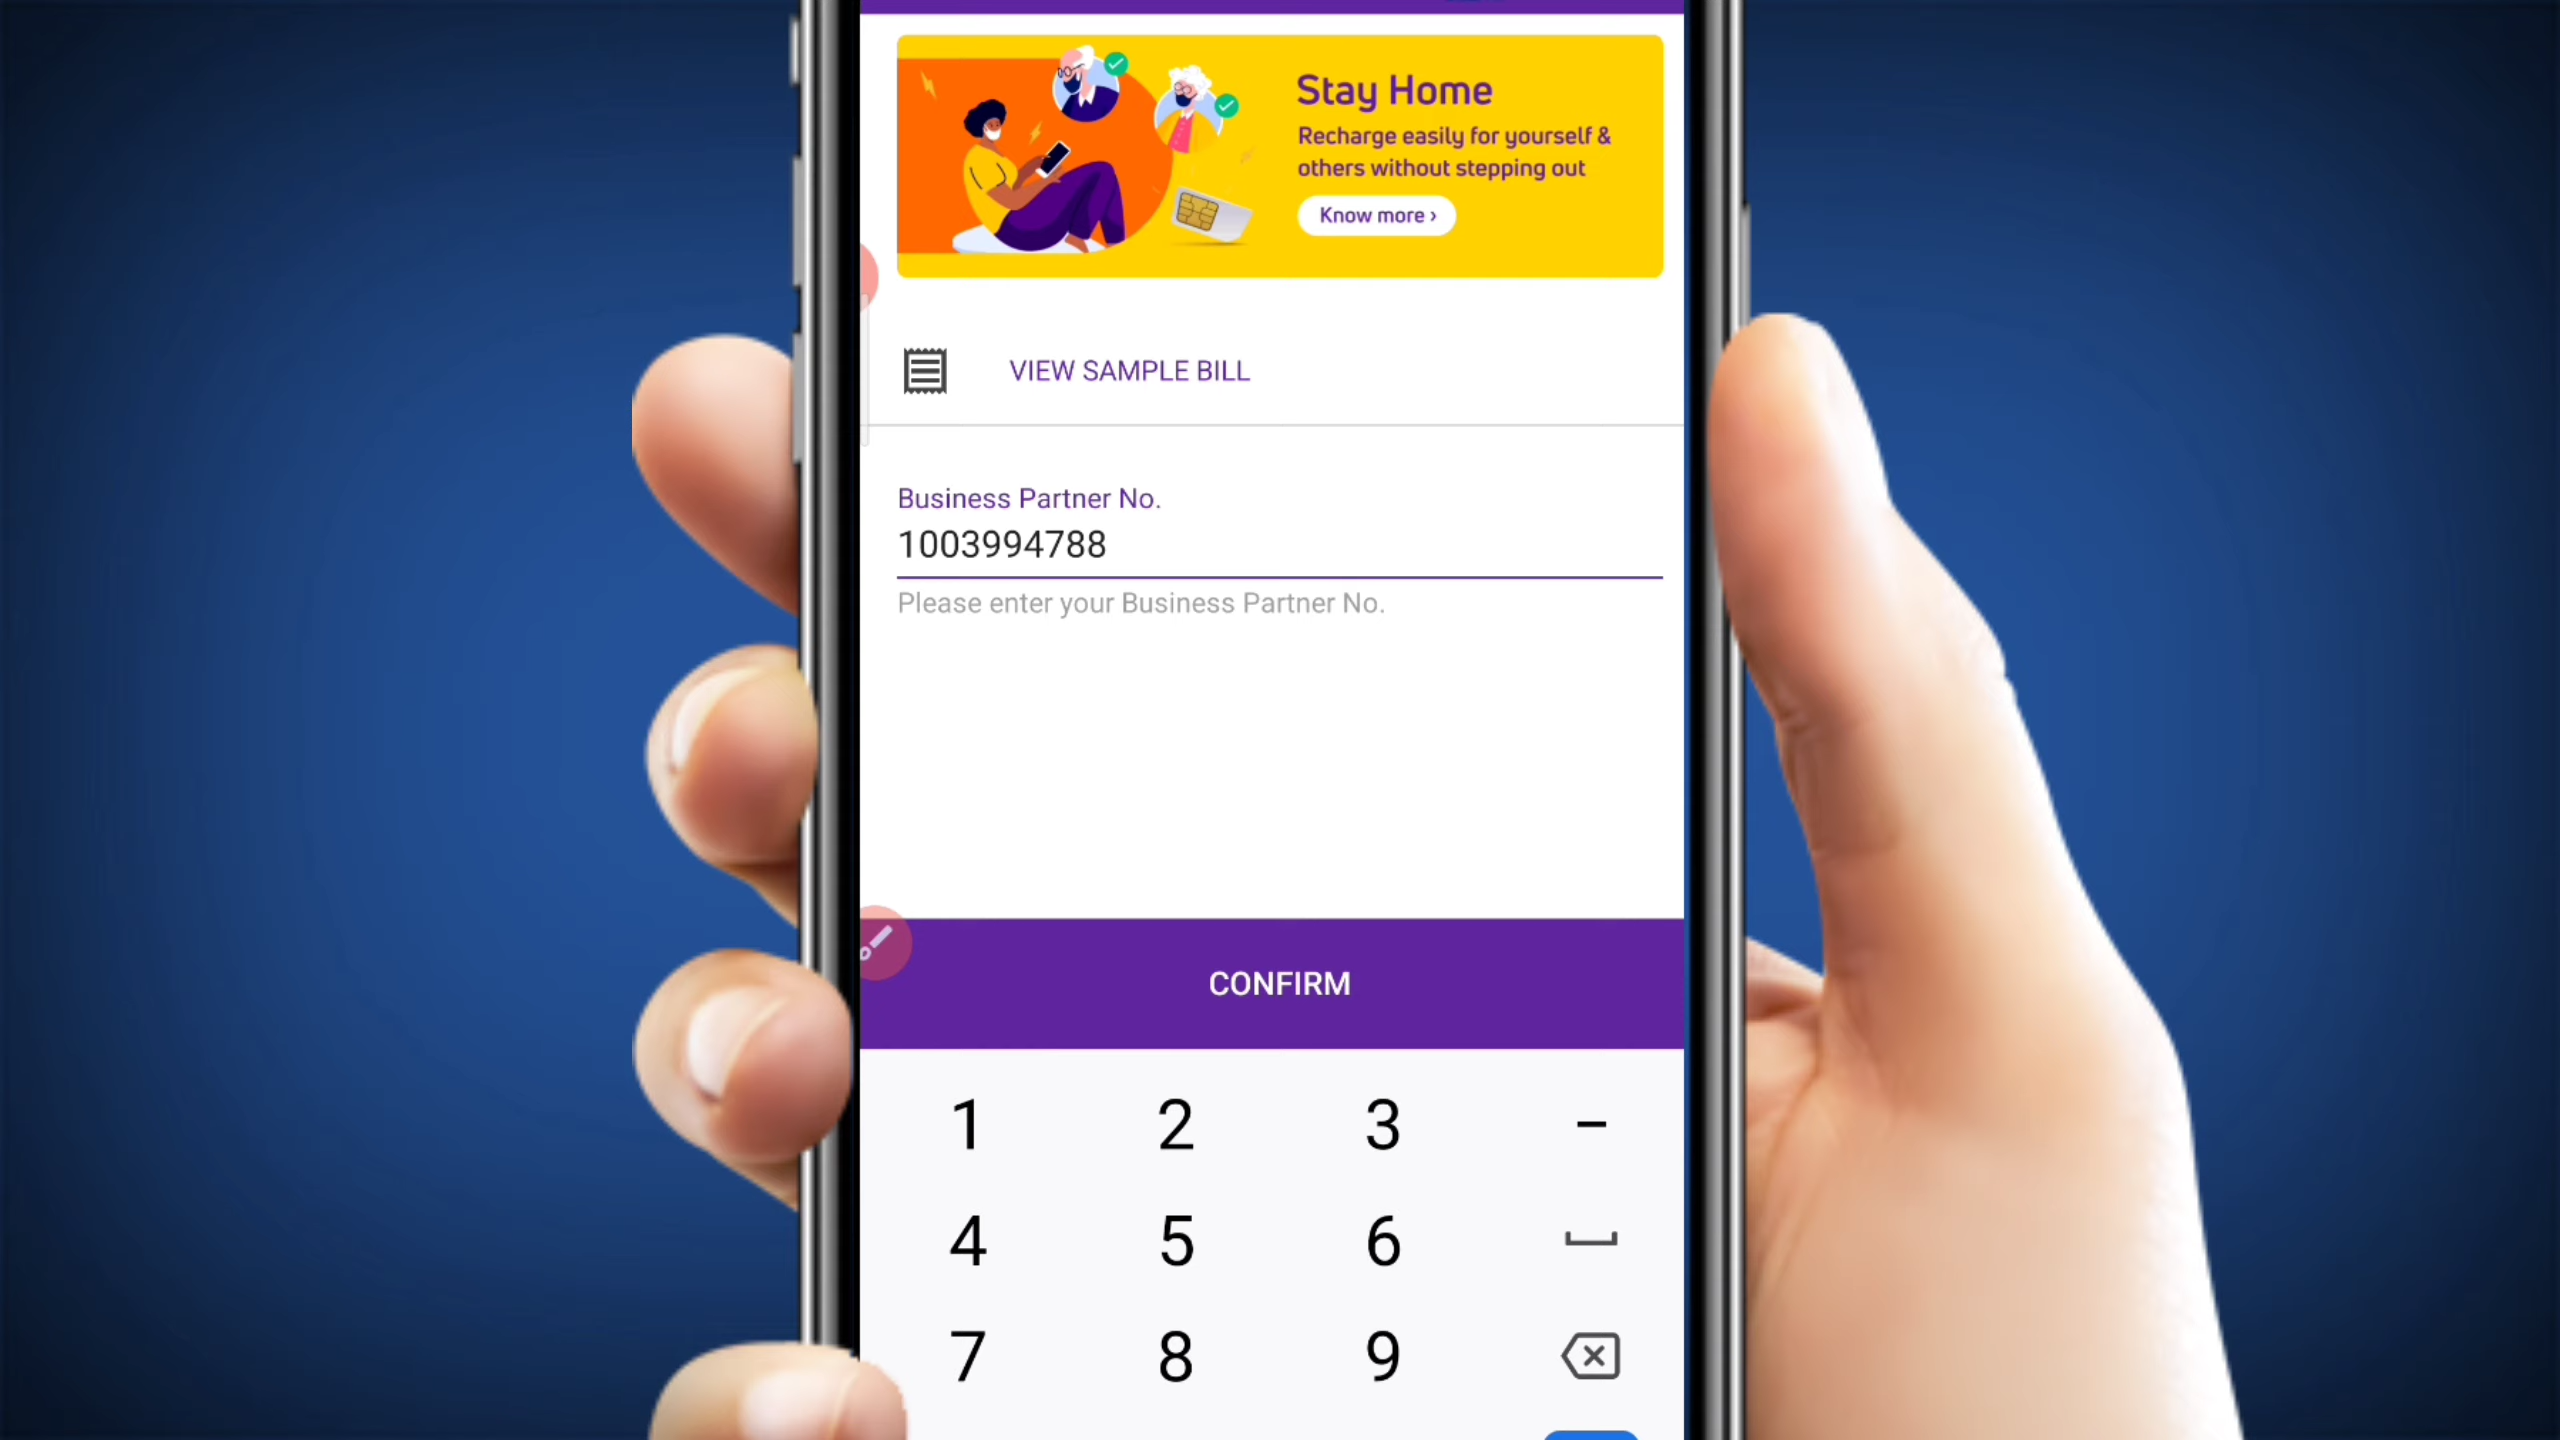 Stay Home
Recharge easily for yourself &
others without stepping out
Know more ›
VIEW SAMPLE BILL
Business Partner No.
1003994788
Please enter your Business Partner No.
CONFIRM
1 2 3 –
4 5 6
7 8 9